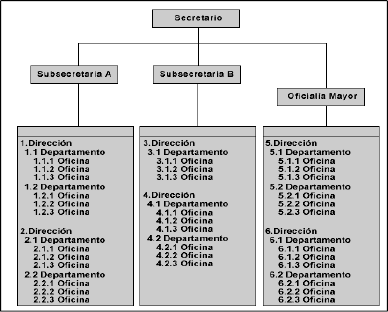 Secretario
Subsecretaria A
Subsecretaria B
Oficialía Mayor
1.Dirección
1.1 Departamento
1.1.1 Oficina
1.1.2 Oficina
1.1.3 Oficina
1.2 Departamento
1.2.1 Oficina
1.2.2 Oficina
1.2.3 Oficina
2.Dirección
2.1 Departamento
2.1.1 Oficina
2.1.2 Oficina
2.1.3 Oficina
2.2 Departamento
2.2.1 Oficina
2.2.2 Oficina
2.2.3 Oficina
3.Dirección
3.1 Departamento
3.1.1 Oficina
3.1.2 Oficina
3.1.3 Oficina
4.Dirección
4.1 Departamento
4.1.1 Oficina
4.1.2 Oficina
4.1.3 Oficina
4.2 Departamento
4.2.1 Oficina
4.2.2 Oficina
4.2.3 Oficina
5.Dirección
5.1 Departamento
5.1.1 Oficina
5.1.2 Oficina
5.1.3 Oficina
5.2 Departamento
5.2.1 Oficina
5.2.2 Oficina
5.2.3 Oficina
6.Dirección
6.1 Departamento
6.1.1 Oficina
6.1.2 Oficina
6.1.3 Oficina
6.2 Departamento
6.2.1 Oficina
6.2.2 Oficina
6.2.3 Oficina